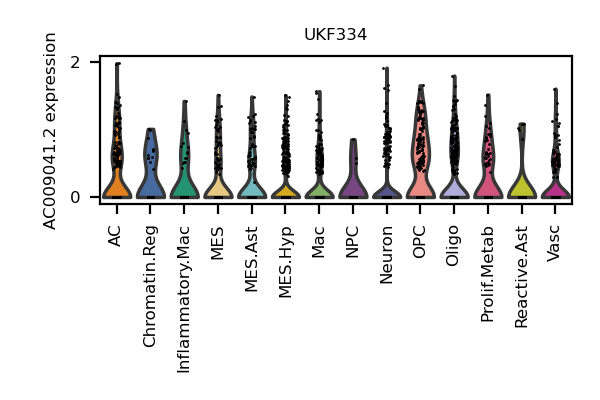 UKF334
AC009041.2 expression
2
0
AC
Chromatin.Reg
Inflammatory.Mac
MES
MES.Ast
MES.Hyp
Mac
NPC
Neuron
OPC
Oligo
Prolif.Metab
Reactive.Ast
Vasc